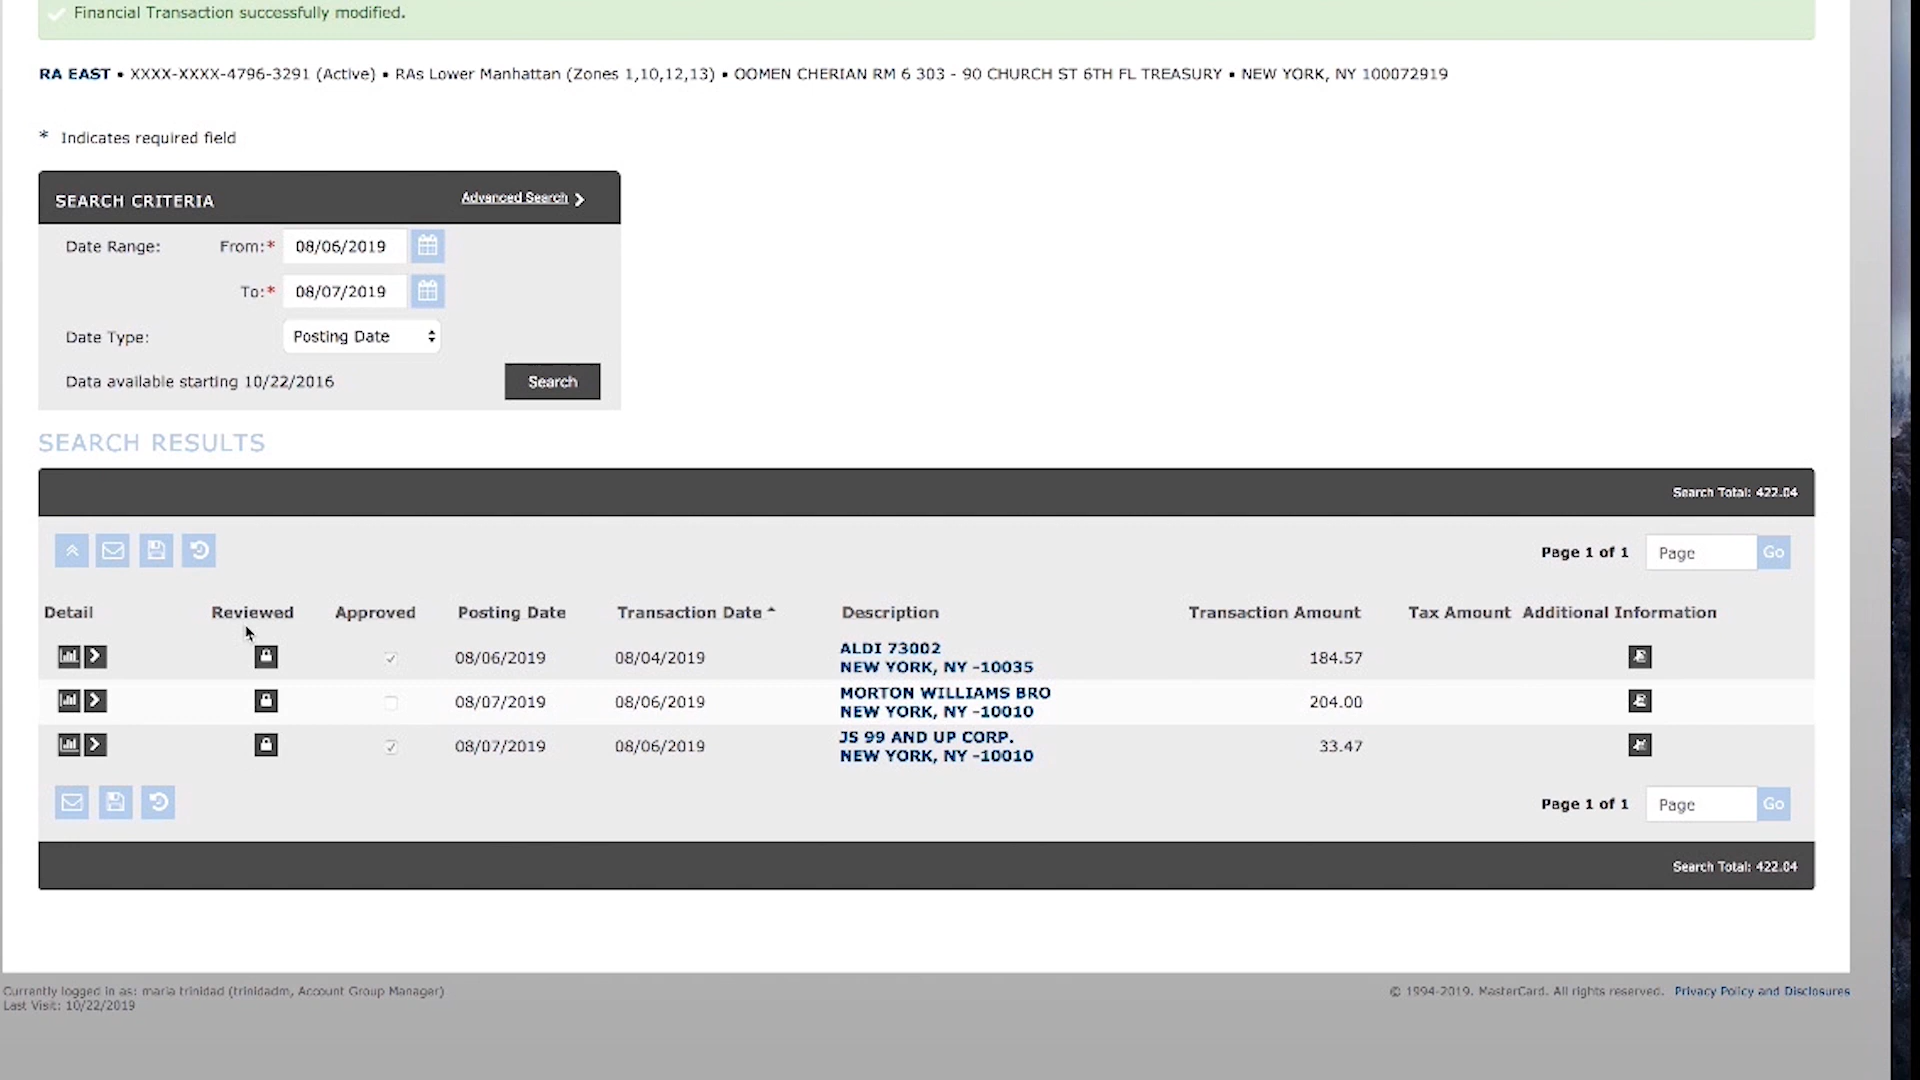 Financial Transaction successfully modified.
RA EAST • XXXX-XXXX-4796-3291 (Active) • RAs Lower Manhattan (Zones 1,10,12,13) • OOMEN CHERIAN RM 6 303 - 90 CHURCH ST 6TH FL TREASURY • NEW YORK, NY 100072919
* Indicates required field
SEARCH CRITERIA Advanced Search
Date Range: From:* 08/06/2019
To:* 08/07/2019
Date Type: Posting Date
Data available starting 10/22/2016 Search
SEARCH RESULTS
Search Total: 422.04
Page 1 of 1 Page Go
Detail Reviewed Approved Posting Date Transaction Date Description Transaction Amount Tax Amount Additional Information
08/06/2019 08/04/2019 ALDI 73002 184.57
NEW YORK, NY -10035
08/07/2019 08/06/2019 MORTON WILLIAMS BRO 204.00
NEW YORK, NY -10010
08/07/2019 08/06/2019 JS 99 AND UP CORP. 33.47
NEW YORK, NY -10010
Page 1 of 1 Page Go
Search Total: 422.04
Currently logged in as: maria trinidad (trinidadm, Account Group Manager) © 1994-2019. MasterCard. All rights reserved. Privacy Policy and Disclosures
Last Visit: 10/22/2019